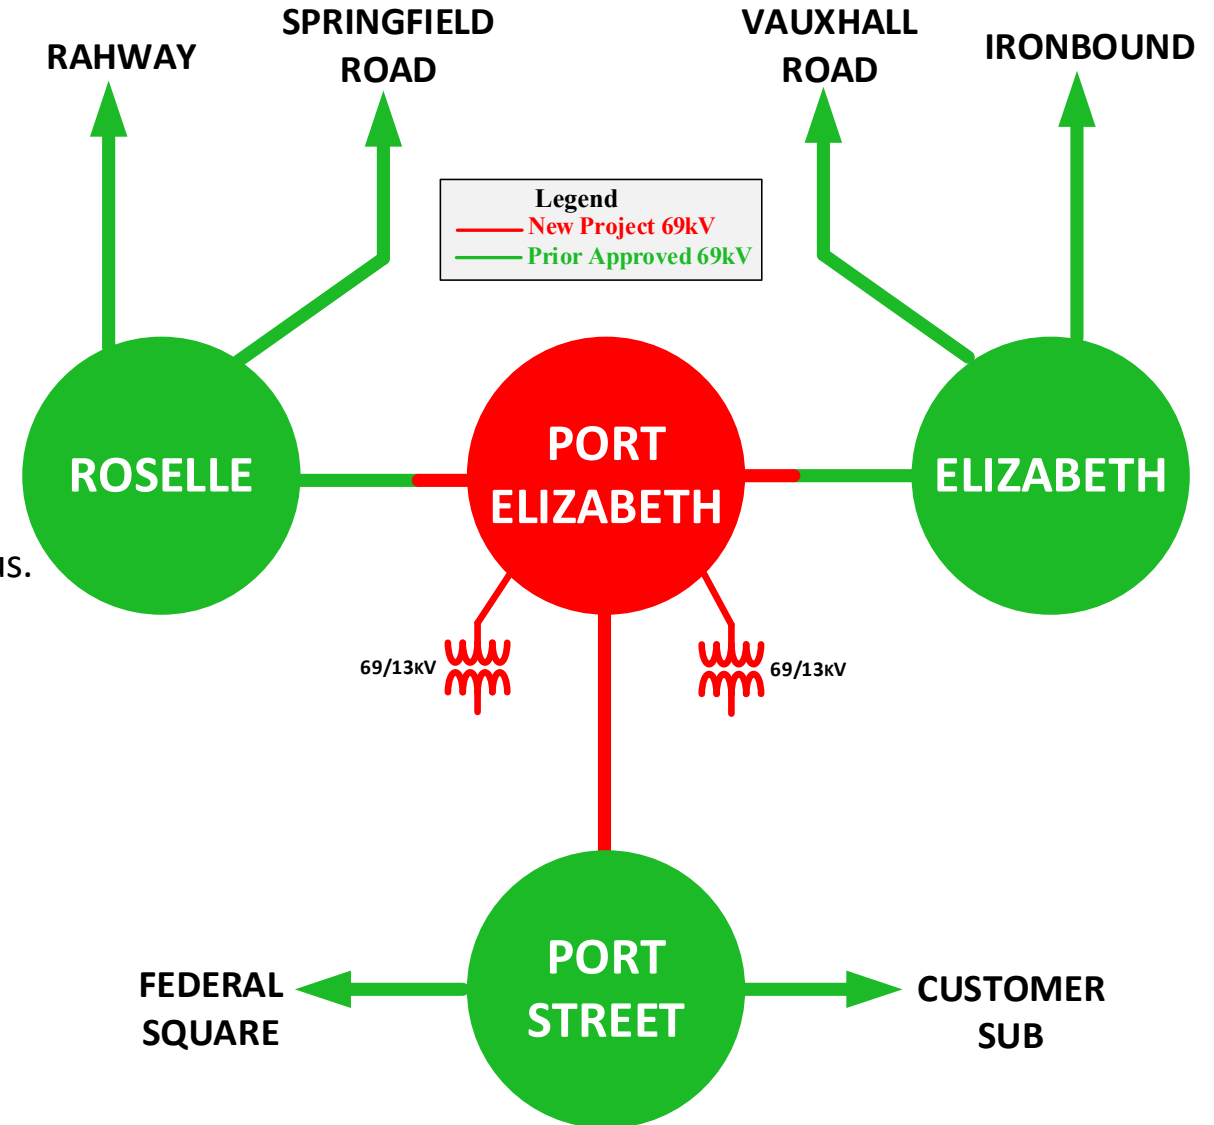 RAHWAY
SPRINGFIELD
ROAD
VAUXHALL
ROAD
IRONBOUND
Legend
New Project 69kV
Prior Approved 69kV
ROSELLE
PORT
ELIZABETH
ELIZABETH
us.
69/13KV
69/13KV
PORT
STREET
FEDERAL
SQUARE
CUSTOMER
SUB